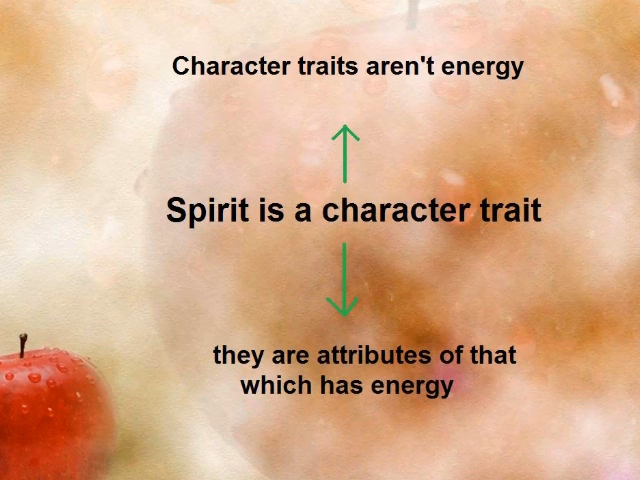 Character traits aren't energy
Spirit is a character trait
they are attributes of that
which has energy